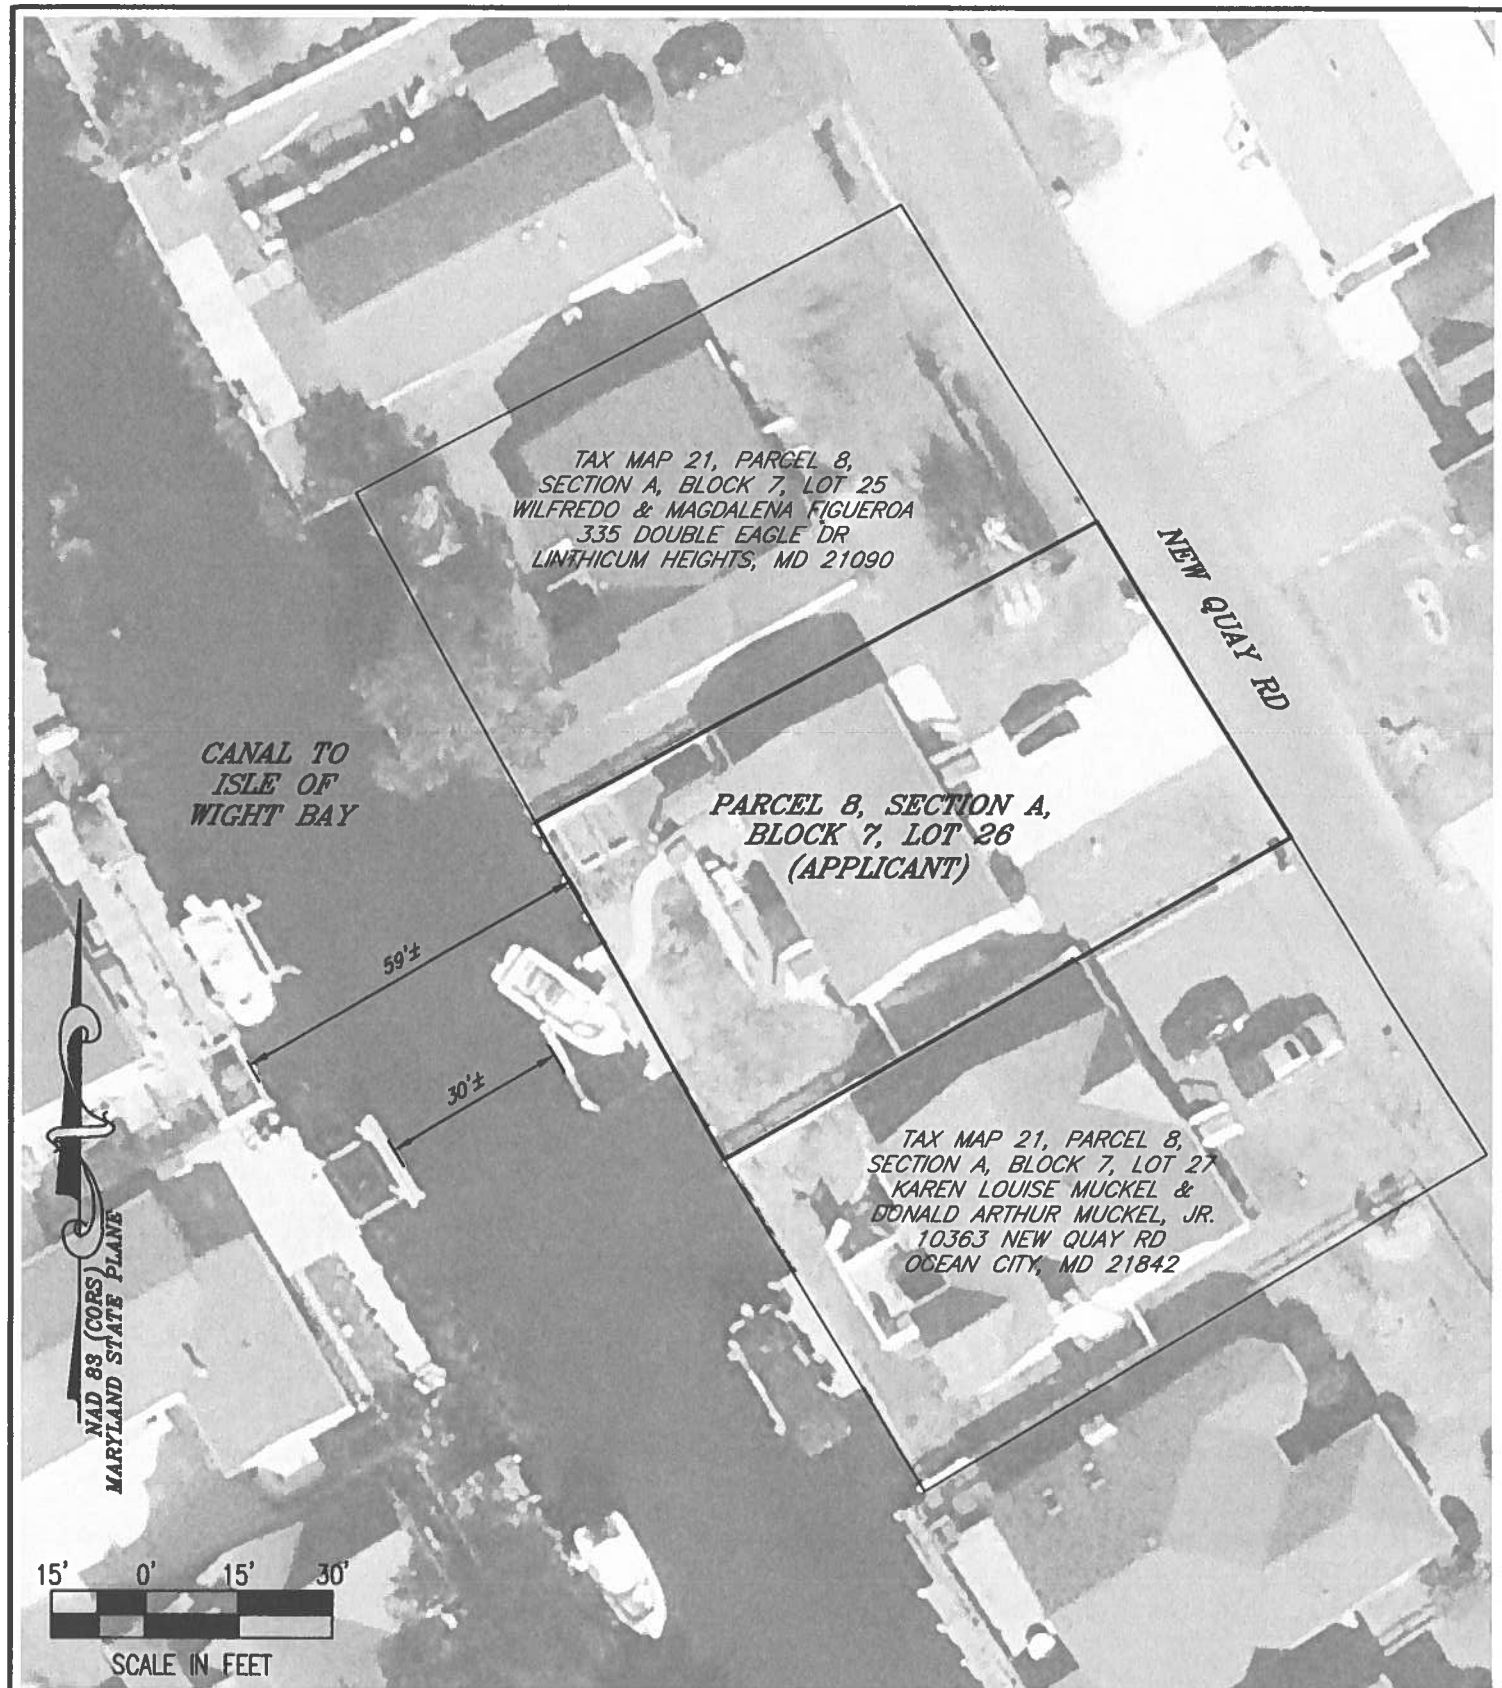 TAX MAP 21, PARCEL 8,
SECTION A, BLOCK 7, LOT 25
WILFREDO & MAGDALENA FIGUEROA
335 DOUBLE EAGLE DR
LINTHICUM HEIGHTS, MD 21090
NEW QUAY RD
CANAL TO
ISLE OF
WIGHT BAY
PARCEL 8, SECTION A,
BLOCK 7, LOT 26
(APPLICANT)
59'±
30'±
TAX MAP 21, PARCEL 8,
SECTION A, BLOCK 7, LOT 27
KAREN LOUISE MUCKEL &
DONALD ARTHUR MUCKEL, JR.
10363 NEW QUAY RD
OCEAN CITY, MD 21842
NAD 83 (CORS)
MARYLAND STATE PLANE
15' 0' 15' 30'
SCALE IN FEET